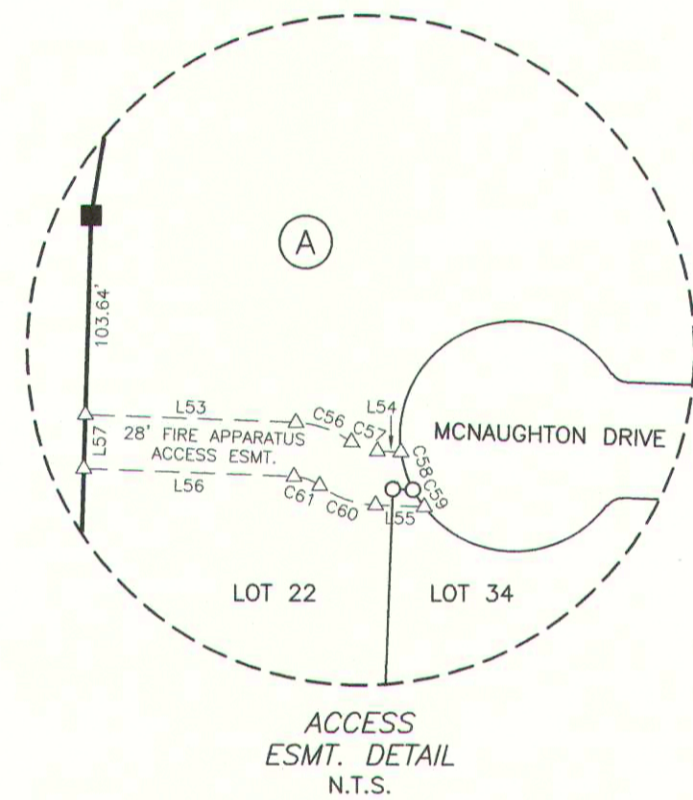 A
103.64'
L53
L54
C56
C57
MCNAUGHTON DRIVE
28' FIRE APPARATUS
ACCESS ESMT.
L57
C58
C59
L56
C61
C60
L55
LOT 22
LOT 34
ACCESS
ESMT. DETAIL
N.T.S.